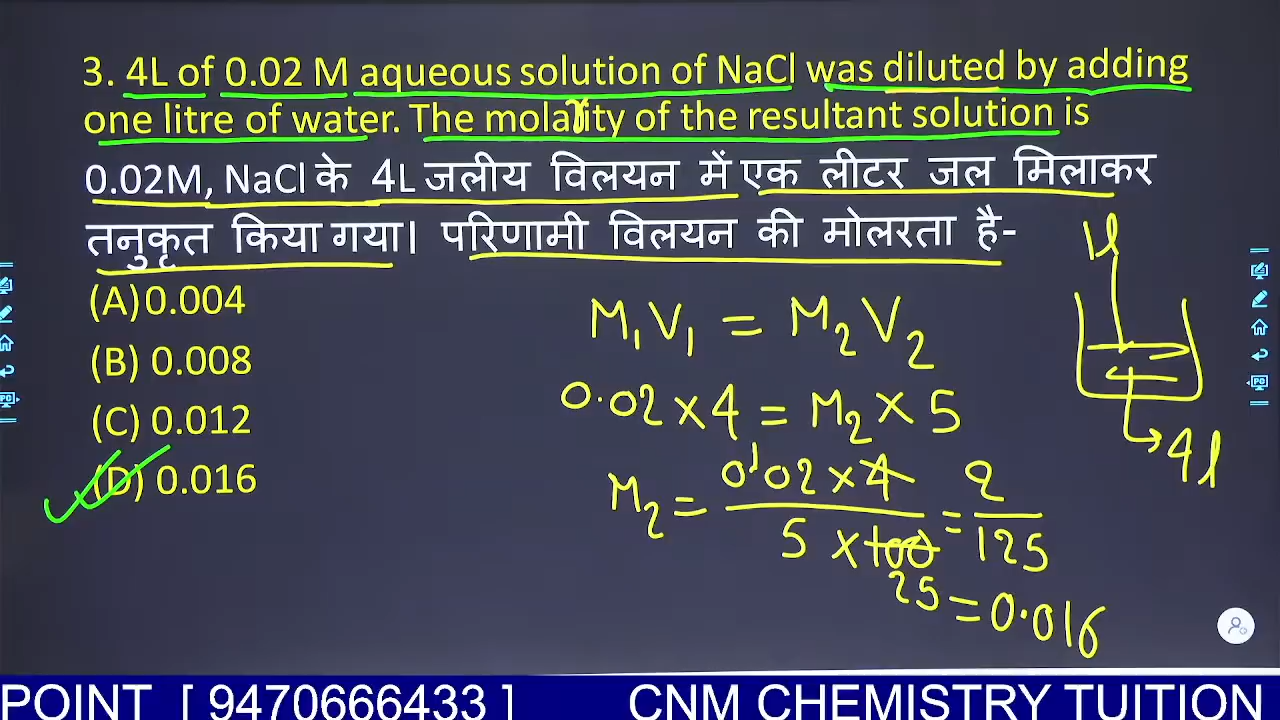 3. 4L of 0.02 M aqueous solution of NaCl was diluted by adding
one litre of water. The molarity of the resultant solution is
0.02M, NaCl के 4L जलीय विलयन में एक लीटर जल मिलाकर
तनुकृत किया गया। परिणामी विलयन की मोलरता है-
(A) 0.004
(B) 0.008
(C) 0.012
(D) 0.016
M₁V₁ = M₂V₂
0.02 × 4 = M₂ × 5
M₂ = 0.02 × 4 / 5 × 100 = 2 / 125
25
= 0.016
1l
4l
POINT [ 9470666433 ] CNM CHEMISTRY TUITION